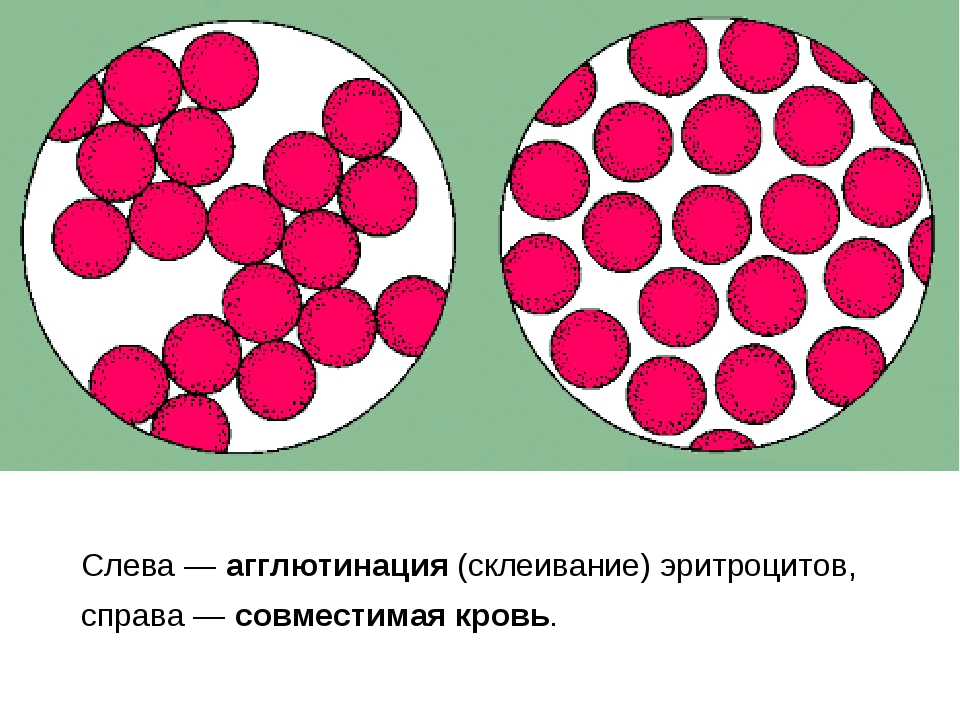 Слева — агглютинация (склеивание) эритроцитов,
справа — совместимая кровь.